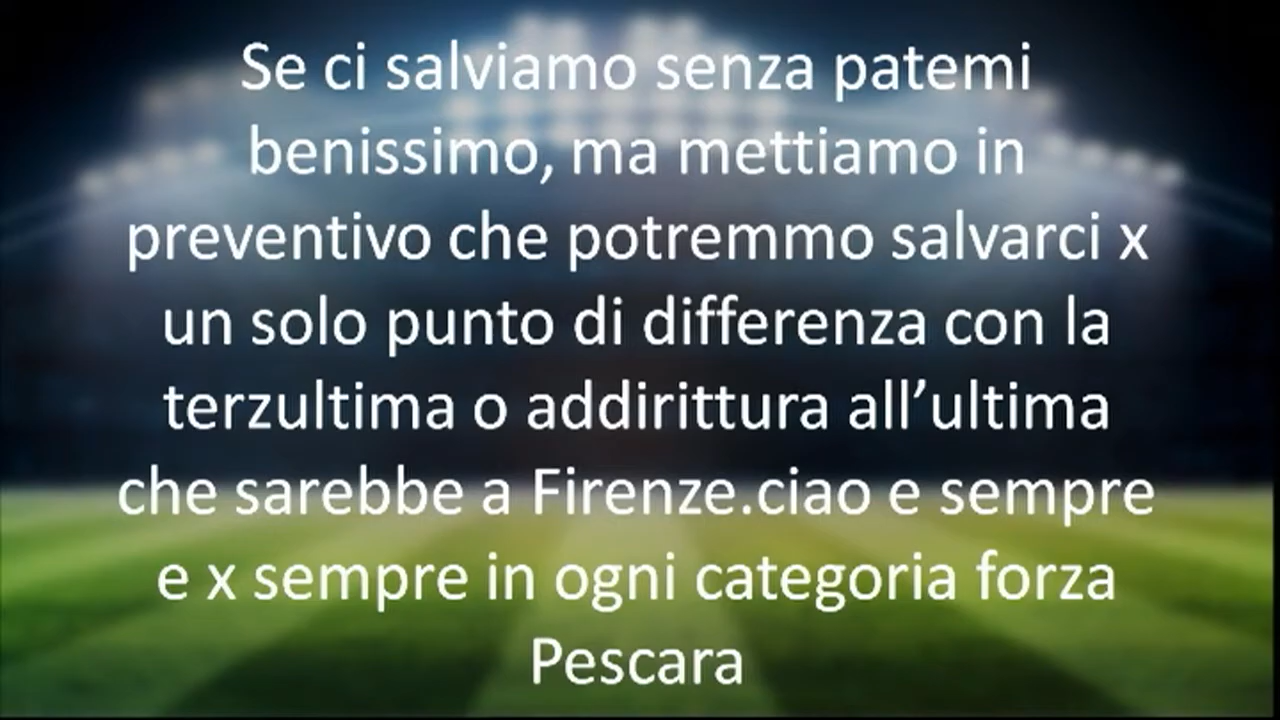 Se ci salviamo senza patemi
benissimo, ma mettiamo in
preventivo che potremmo salvarci x
un solo punto di differenza con la
terzultima o addirittura all’ultima
che sarebbe a Firenze.ciao e sempre
e x sempre in ogni categoria forza
Pescara